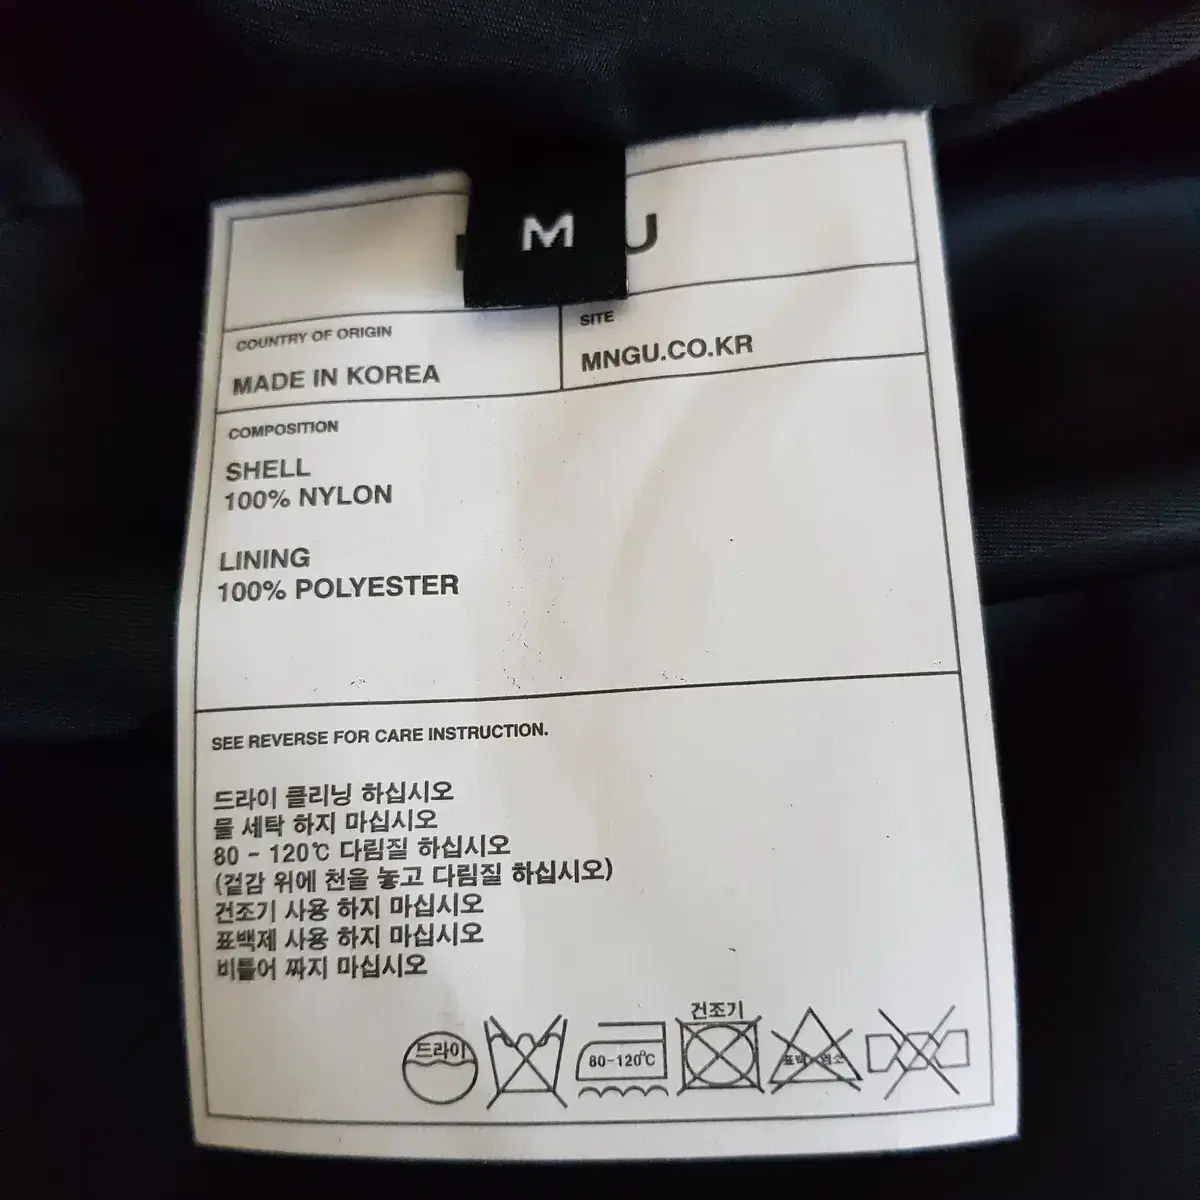 M
COUNTRY OF ORIGIN
MADE IN KOREA
SITE
MNGU.CO.KR
COMPOSITION
SHELL
100% NYLON
LINING
100% POLYESTER
SEE REVERSE FOR CARE INSTRUCTION.
드라이 클리닝 하십시오
물 세탁 하지 마십시오
80 - 120℃ 다림질 하십시오
(겉감 위에 천을 놓고 다림질 하십시오)
건조기 사용 하지 마십시오
표백제 사용 하지 마십시오
비틀어 짜지 마십시오
건조기
드라이
80-120℃